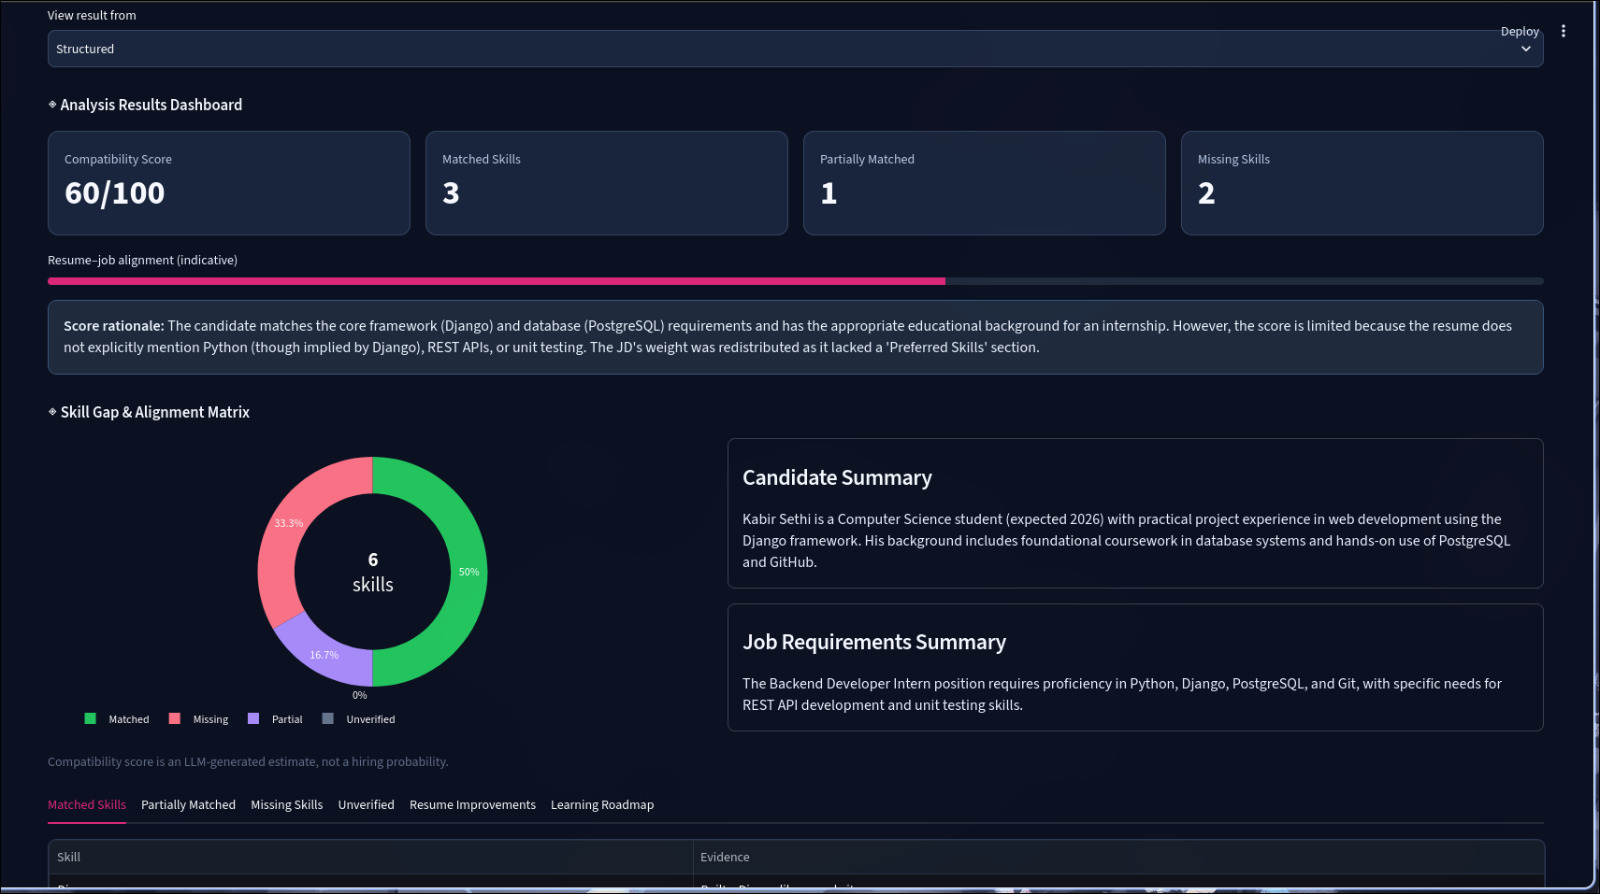 View result from
Deploy
Structured
Analysis Results Dashboard
Compatibility Score
60/100
Matched Skills
3
Partially Matched
1
Missing Skills
2
Resume–job alignment (indicative)
Score rationale: The candidate matches the core framework (Django) and database (PostgreSQL) requirements and has the appropriate educational background for an internship. However, the score is limited because the resume does
not explicitly mention Python (though implied by Django), REST APIs, or unit testing. The JD's weight was redistributed as it lacked a 'Preferred Skills' section.
Skill Gap & Alignment Matrix
33.3%
50%
16.7%
0%
6
skills
Matched
Missing
Partial
Unverified
Candidate Summary
Kabir Sethi is a Computer Science student (expected 2026) with practical project experience in web development using the
Django framework. His background includes foundational coursework in database systems and hands-on use of PostgreSQL
and GitHub.
Job Requirements Summary
The Backend Developer Intern position requires proficiency in Python, Django, PostgreSQL, and Git, with specific needs for
REST API development and unit testing skills.
Compatibility score is an LLM-generated estimate, not a hiring probability.
Matched Skills
Partially Matched
Missing Skills
Unverified
Resume Improvements
Learning Roadmap
Skill
Evidence